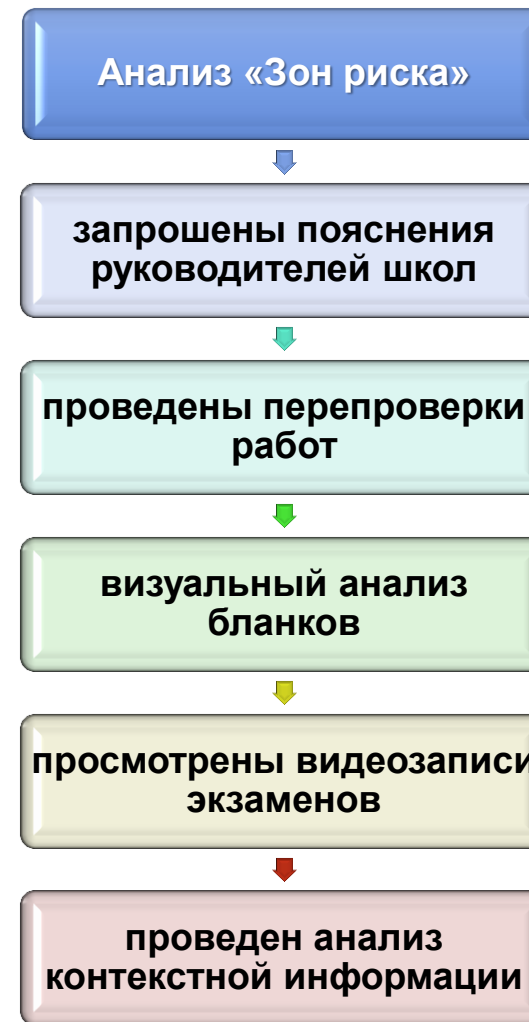 Анализ «Зон риска»
запрошены пояснения
руководителей школ
проведены перепроверки
работ
визуальный анализ
бланков
просмотрены видеозаписи
экзаменов
проведен анализ
контекстной информации